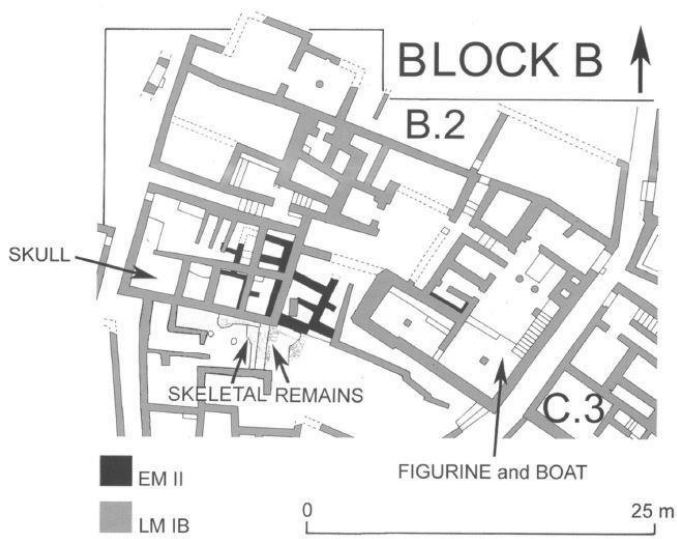 BLOCK B
B.2
SKULL
SKELETAL REMAINS
C.3
FIGURINE and BOAT
EM II
LM IB
0 25 m